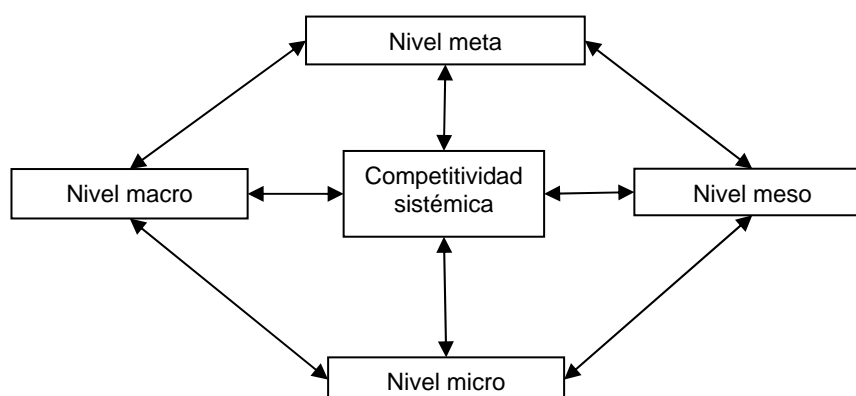 Nivel meta
Nivel macro
Competitividad
sistémica
Nivel meso
Nivel micro